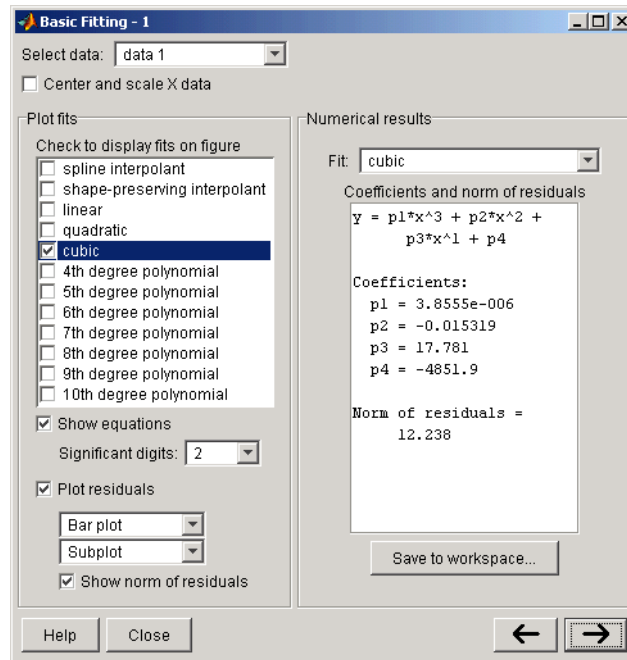 Basic Fitting - 1
Select data: data 1
Center and scale X data
Plot fits
Check to display fits on figure
spline interpolant
shape-preserving interpolant
linear
quadratic
cubic
4th degree polynomial
5th degree polynomial
6th degree polynomial
7th degree polynomial
8th degree polynomial
9th degree polynomial
10th degree polynomial
Show equations
Significant digits: 2
Plot residuals
Bar plot
Subplot
Show norm of residuals
Numerical results
Fit: cubic
Coefficients and norm of residuals
y = p1*x^3 + p2*x^2 +
p3*x^1 + p4
Coefficients:
p1 = 3.8555e-006
p2 = -0.015319
p3 = 17.781
p4 = -4851.9
Norm of residuals =
12.238
Save to workspace...
Help
Close